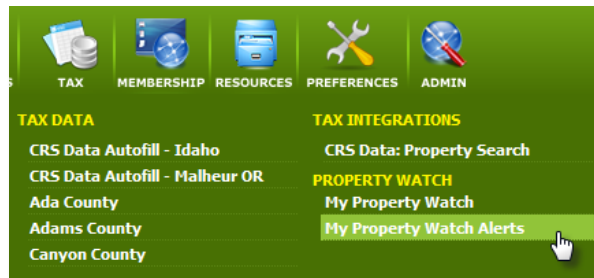 S TAX MEMBERSHIP RESOURCES PREFERENCES ADMIN
TAX DATA
CRS Data Autofill - Idaho
CRS Data Autofill - Malheur OR
Ada County
Adams County
Canyon County
TAX INTEGRATIONS
CRS Data: Property Search
PROPERTY WATCH
My Property Watch
My Property Watch Alerts